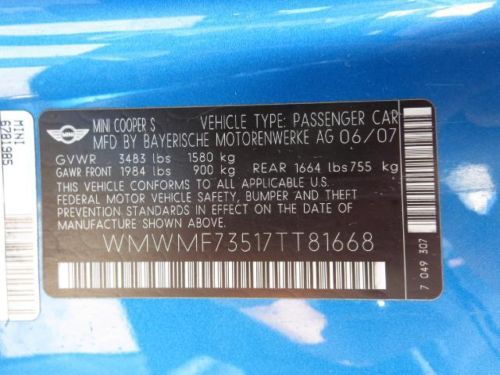 MINI COOPER S VEHICLE TYPE: PASSENGER CAR
MFD BY BAYERISCHE MOTORENWERKE AG 06/07
GVWR 3483 lbs 1580 kg
GAWR FRONT 1984 lbs 900 kg REAR 1664 lbs 755 kg
THIS VEHICLE CONFORMS TO ALL APPLICABLE U.S.
FEDERAL MOTOR VEHICLE SAFETY, BUMPER, AND THEFT
PREVENTION STANDARDS IN EFFECT ON THE DATE OF
MANUFACTURE SHOWN ABOVE.
WMWMF73517TT81668
7 049 307
MINI
6781985